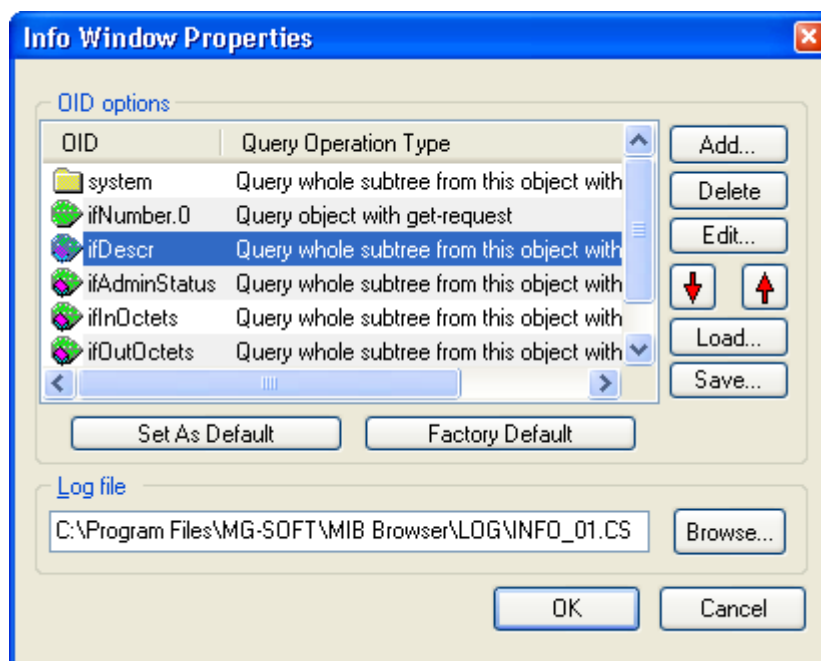 Info Window Properties
OID options
OID Query Operation Type
system Query whole subtree from this object with
ifNumber.0 Query object with get-request
ifDescr Query whole subtree from this object with
ifAdminStatus Query whole subtree from this object with
ifInOctets Query whole subtree from this object with
ifOutOctets Query whole subtree from this object with
Add...
Delete
Edit...
Load...
Save...
Set As Default Factory Default
Log file
C:\Program Files\MG-SOFT\MIB Browser\LOG\INFO_01.CS Browse...
OK Cancel